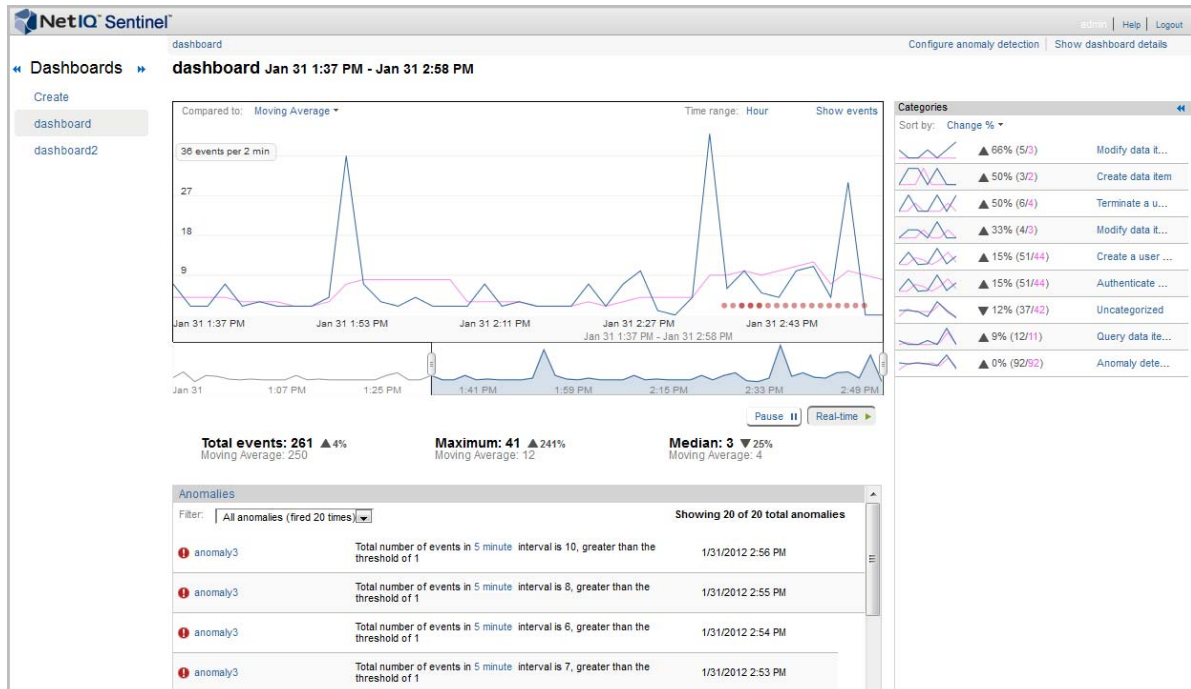 NetIQ Sentinel
admin | Help | Logout
dashboard
Configure anomaly detection | Show dashboard details
Dashboards
Create
dashboard
dashboard2
dashboard Jan 31 1:37 PM - Jan 31 2:58 PM
Compared to: Moving Average
Time range: Hour
Show events
36 events per 2 min
27
18
9
Jan 31 1:37 PM
Jan 31 1:53 PM
Jan 31 2:11 PM
Jan 31 2:27 PM
Jan 31 2:43 PM
Jan 31 1:37 PM - Jan 31 2:58 PM
Jan 31
1:07 PM
1:25 PM
1:41 PM
1:59 PM
2:15 PM
2:33 PM
2:49 PM
Pause
Real-time
Total events: 261 ▲4%
Moving Average: 250
Maximum: 41 ▲241%
Moving Average: 12
Median: 3 ▼25%
Moving Average: 4
Anomalies
Filter: All anomalies (fired 20 times)
Showing 20 of 20 total anomalies
anomaly3
Total number of events in 5 minute interval is 10, greater than the
threshold of 1
1/31/2012 2:56 PM
anomaly3
Total number of events in 5 minute interval is 8, greater than the
threshold of 1
1/31/2012 2:55 PM
anomaly3
Total number of events in 5 minute interval is 6, greater than the
threshold of 1
1/31/2012 2:54 PM
anomaly3
Total number of events in 5 minute interval is 7, greater than the
threshold of 1
1/31/2012 2:53 PM
Categories
Sort by: Change %
▲66% (5/3) Modify data it...
▲50% (3/2) Create data item
▲50% (6/4) Terminate a u...
▲33% (4/3) Modify data it...
▲15% (51/44) Create a user ...
▲15% (51/44) Authenticate ...
▼12% (37/42) Uncategorized
▲9% (12/11) Query data ite...
▲0% (92/92) Anomaly dete...